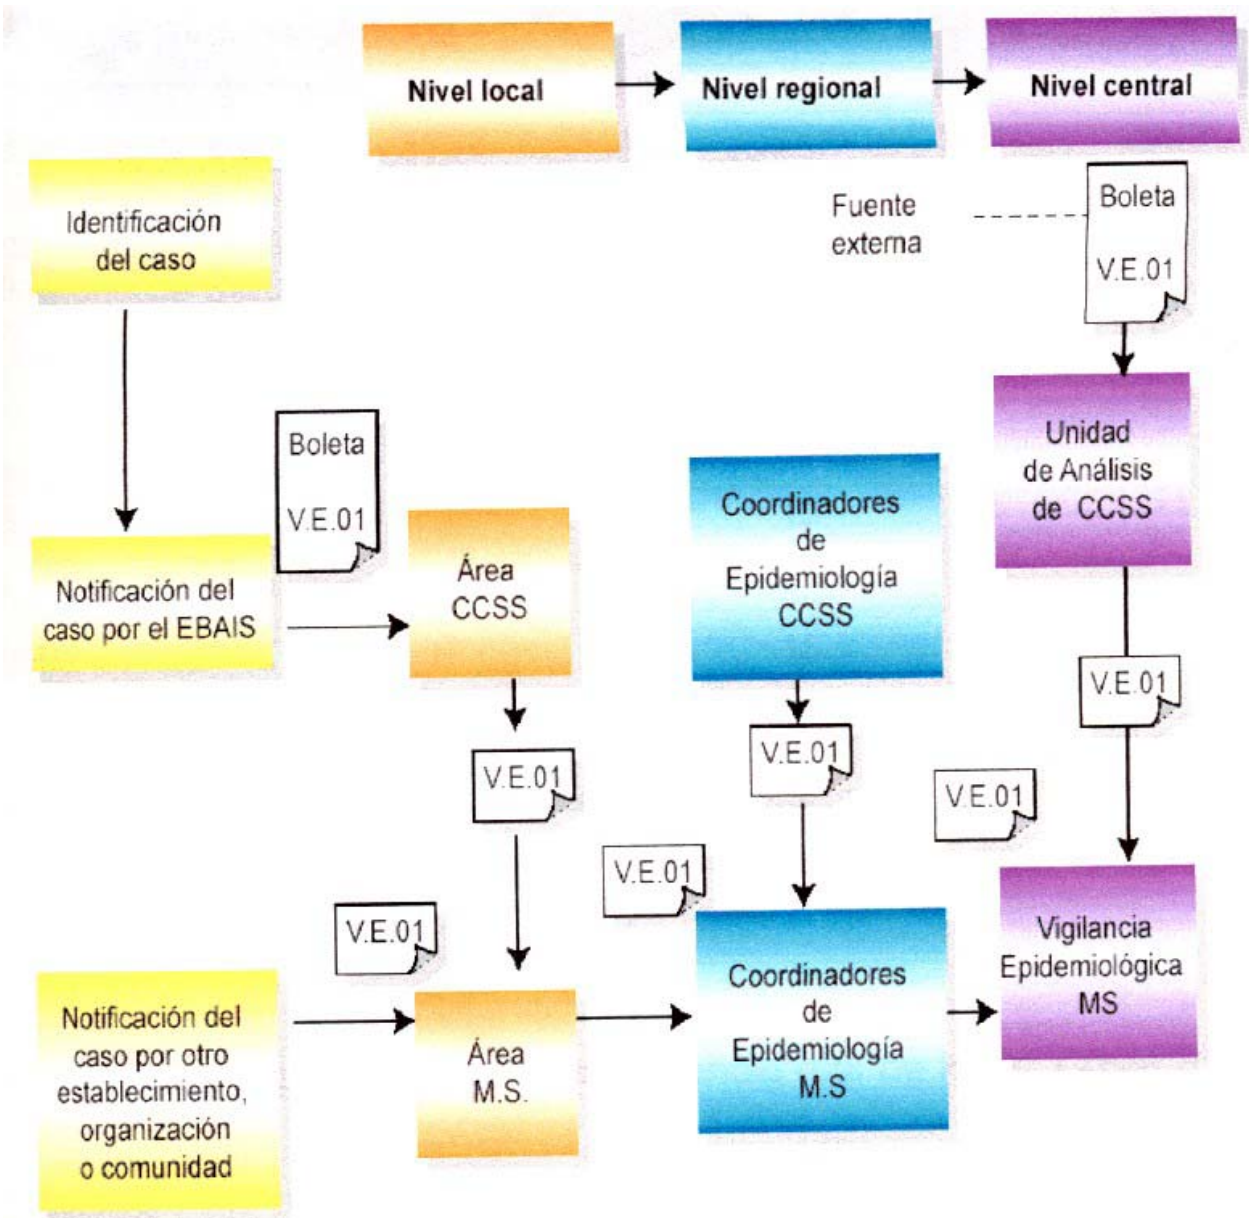 Nivel local
Nivel regional
Nivel central
Identificación
del caso
Fuente
externa
Boleta
V.E.01
Unidad
de Análisis
de CCSS
Boleta
V.E.01
Coordinadores
de
Epidemiología
CCSS
Notificación del
caso por el EBAIS
Área
CCSS
V.E.01
V.E.01
V.E.01
V.E.01
V.E.01
V.E.01
Notificación del
caso por otro
establecimiento,
organización
o comunidad
Área
M.S.
Coordinadores
de
Epidemiología
M.S
Vigilancia
Epidemiológica
MS